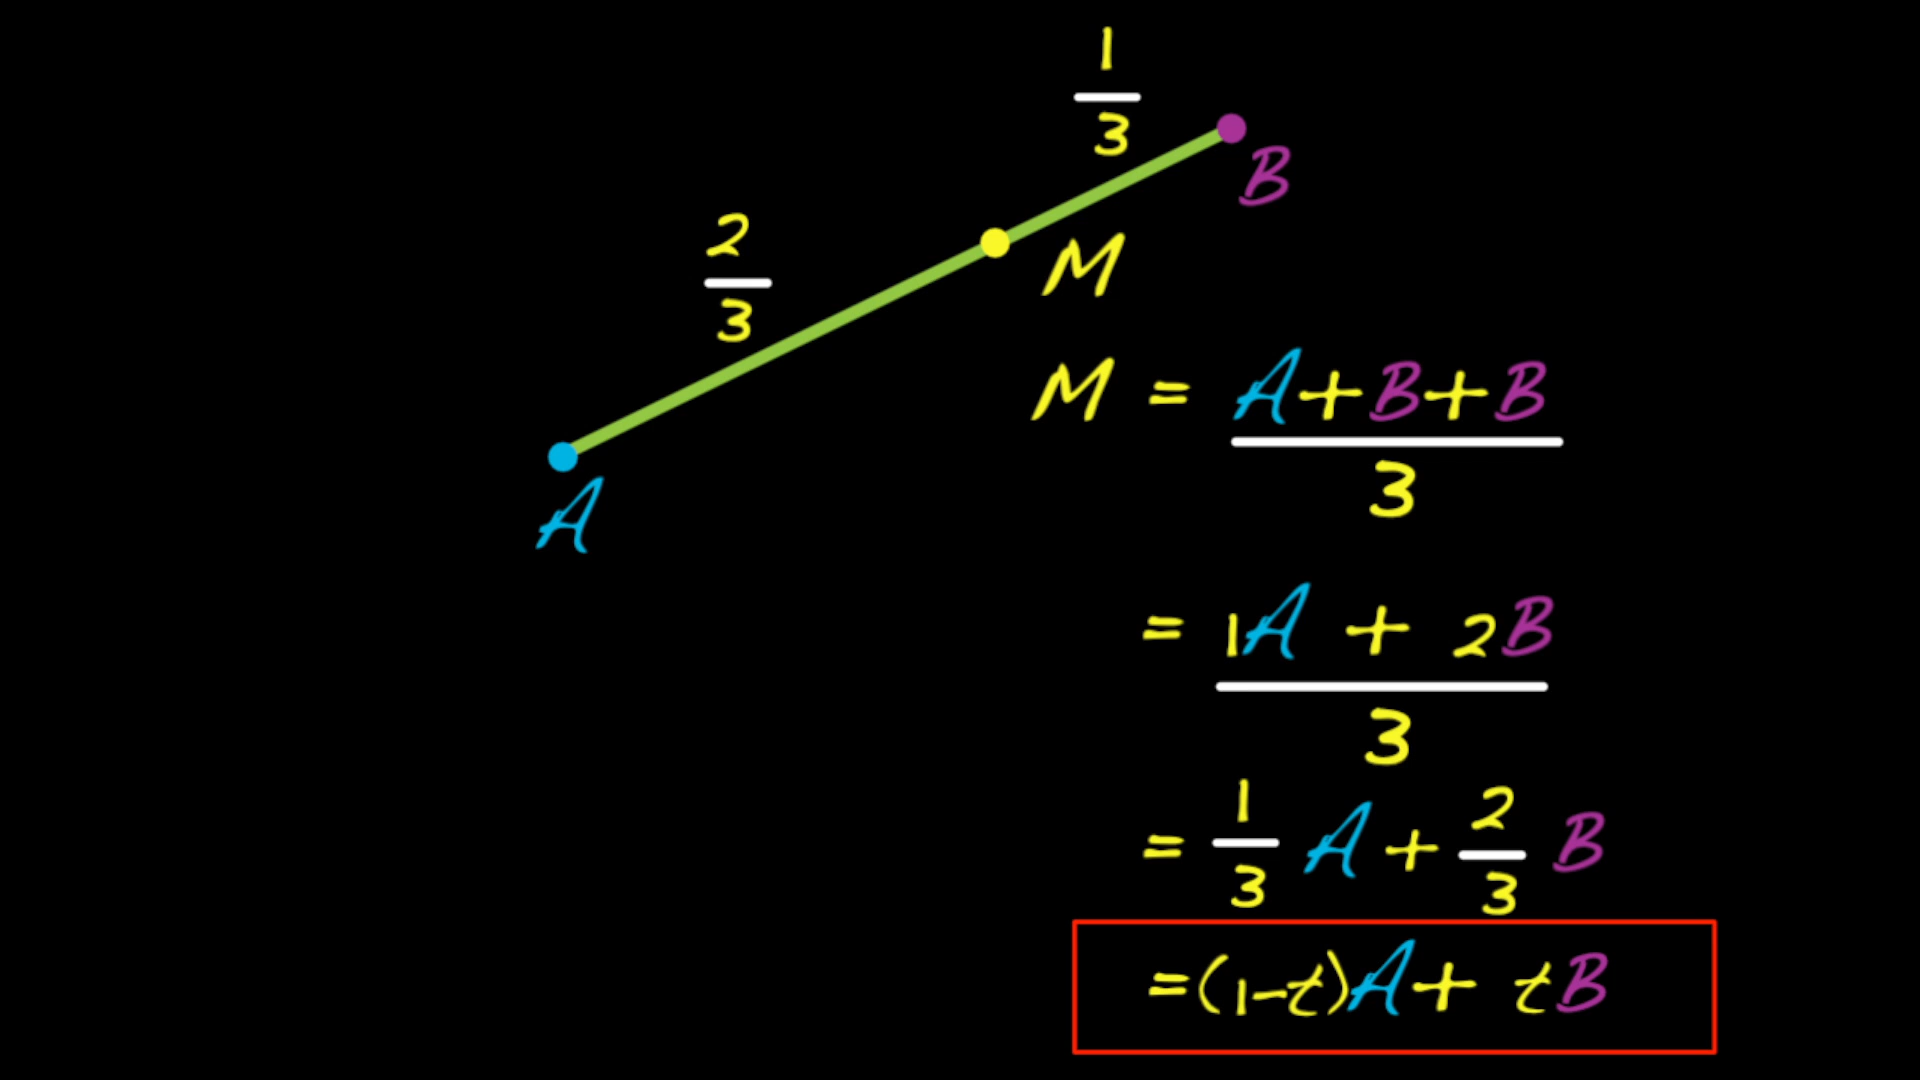 1
3
B
2
3
M
A
M = A+B+B
3
= 1A + 2B
3
= 1/3 A + 2/3 B
=(1-t)A+ tB